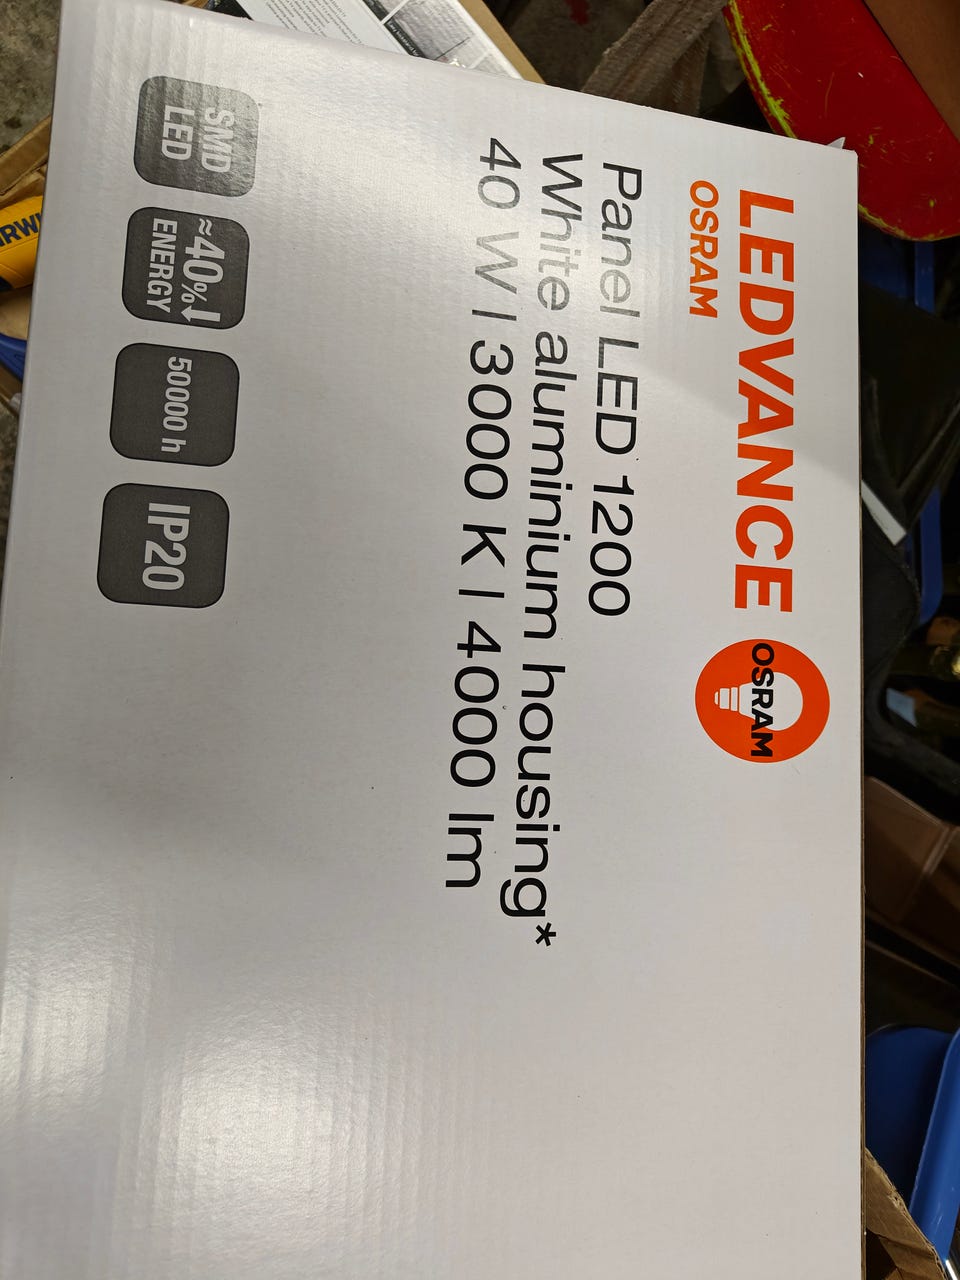 LEDVANCE
OSRAM
OSRAM
Panel LED 1200
White aluminium housing*
40 W | 3000 K | 4000 lm
SMD
LED
≈40%↓
ENERGY
50000 h
IP20
IRWI